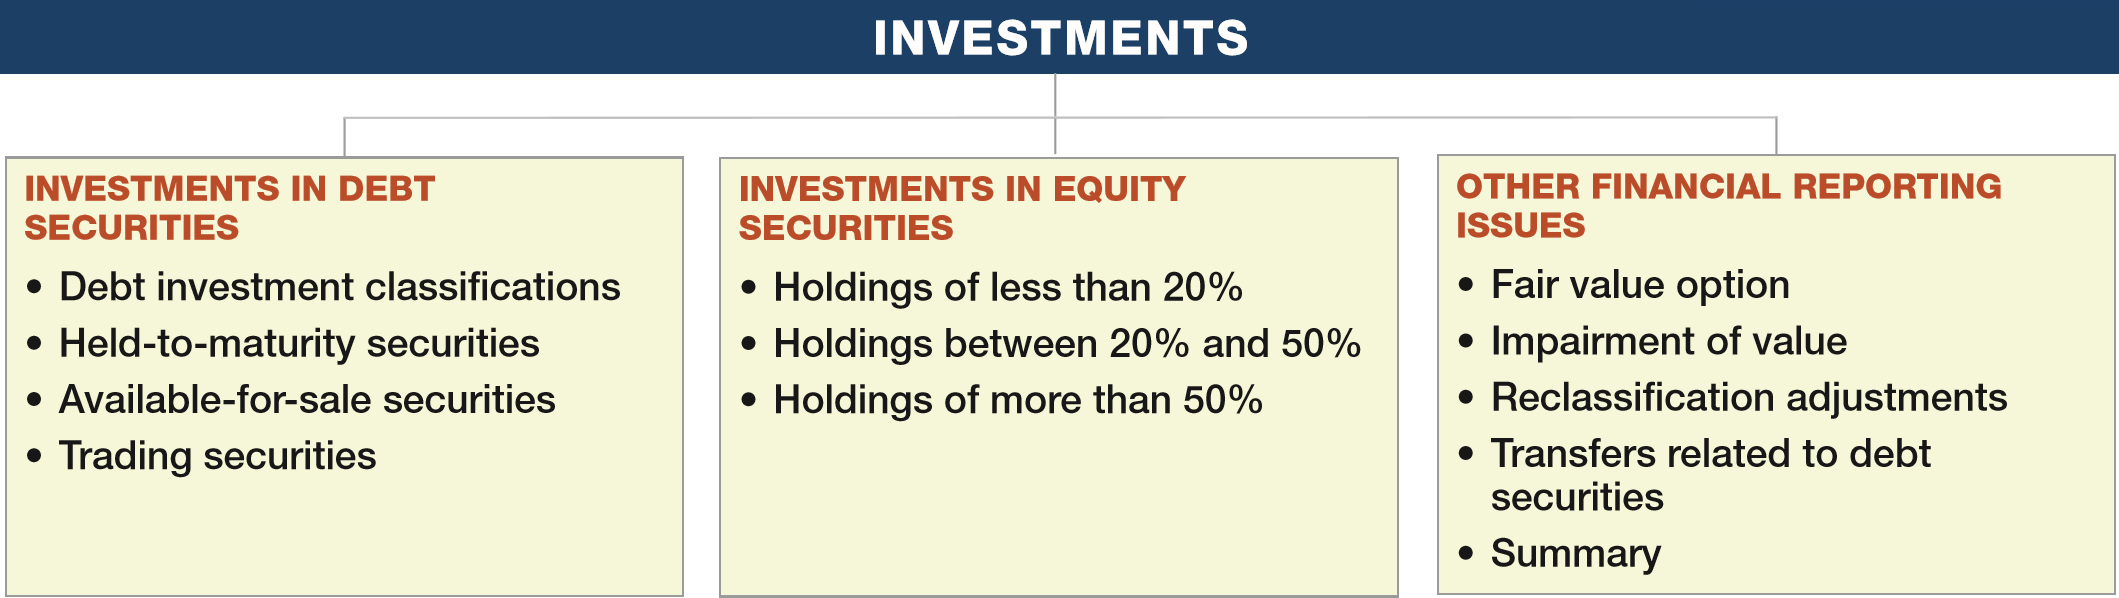 INVESTMENTS
INVESTMENTS IN DEBT
SECURITIES
• Debt investment classifications
• Held-to-maturity securities
• Available-for-sale securities
• Trading securities
INVESTMENTS IN EQUITY
SECURITIES
• Holdings of less than 20%
• Holdings between 20% and 50%
• Holdings of more than 50%
OTHER FINANCIAL REPORTING
ISSUES
• Fair value option
• Impairment of value
• Reclassification adjustments
• Transfers related to debt
securities
• Summary